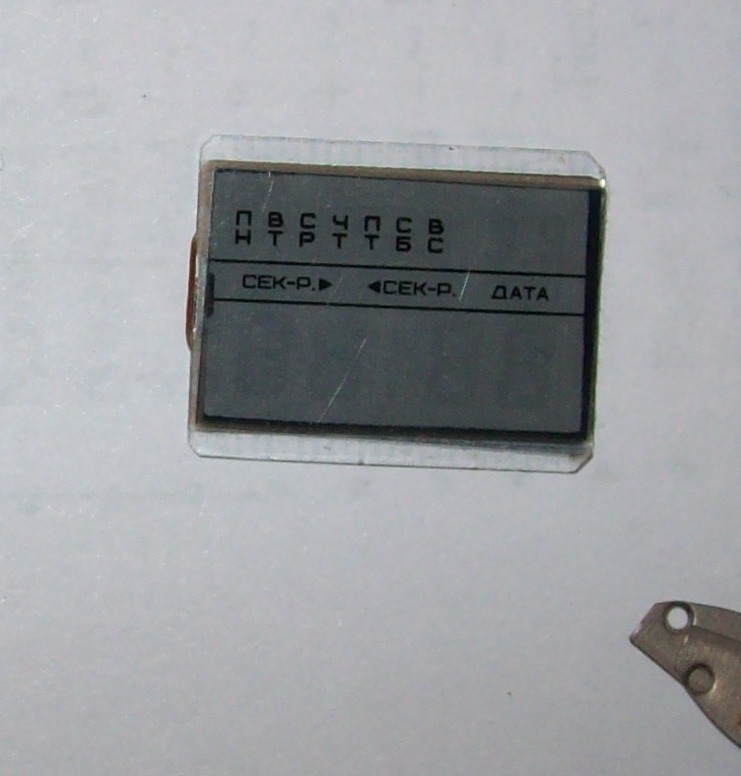 П В С Ч П С В
Н Т Р Т Т Б С
СЕК-Р.▶ ◀СЕК-Р. ДАТА